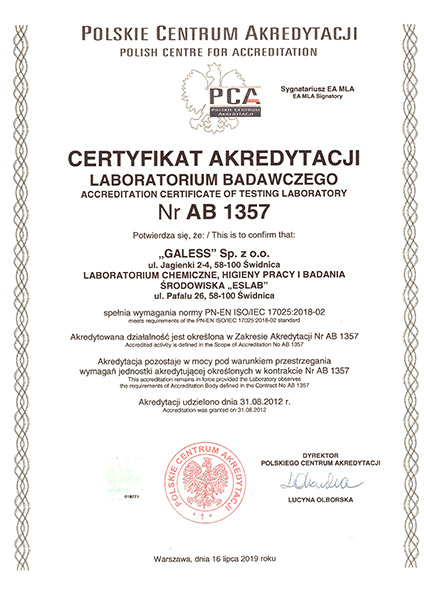 POLSKIE CENTRUM AKREDYTACJI
POLISH CENTRE FOR ACCREDITATION
PCA
POLSKIE CENTRUM
AKREDYTACJI
Sygnatariusz EA MLA
EA MLA Signatory
CERTYFIKAT AKREDYTACJI
LABORATORIUM BADAWCZEGO
ACCREDITATION CERTIFICATE OF TESTING LABORATORY
Nr AB 1357
Potwierdza się, że: / This is to confirm that:
„GALESS” Sp. z o.o.
ul. Jagienki 2-4, 58-100 Świdnica
LABORATORIUM CHEMICZNE, HIGIENY PRACY I BADANIA
ŚRODOWISKA „ESLAB”
ul. Pafalu 26, 58-100 Świdnica
spełnia wymagania normy PN-EN ISO/IEC 17025:2018-02
meets requirements of the PN-EN ISO/IEC 17025:2018-02 standard
Akredytowana działalność jest określona w Zakresie Akredytacji Nr AB 1357
Accredited activity is defined in the Scope of Accreditation No AB 1357
Akredytacja pozostaje w mocy pod warunkiem przestrzegania
wymagań jednostki akredytującej określonych w kontrakcie Nr AB 1357
This accreditation remains in force provided the Laboratory observes
the requirements of Accreditation Body defined in the Contract No AB 1357
Akredytacji udzielono dnia 31.08.2012 r.
Accreditation was granted on 31.08.2012
018771
POLSKIE CENTRUM AKREDYTACJI
* 1 *
DYREKTOR
POLSKIEGO CENTRUM AKREDYTACJI
LUCYNA OLBORSKA
Warszawa, dnia 16 lipca 2019 roku